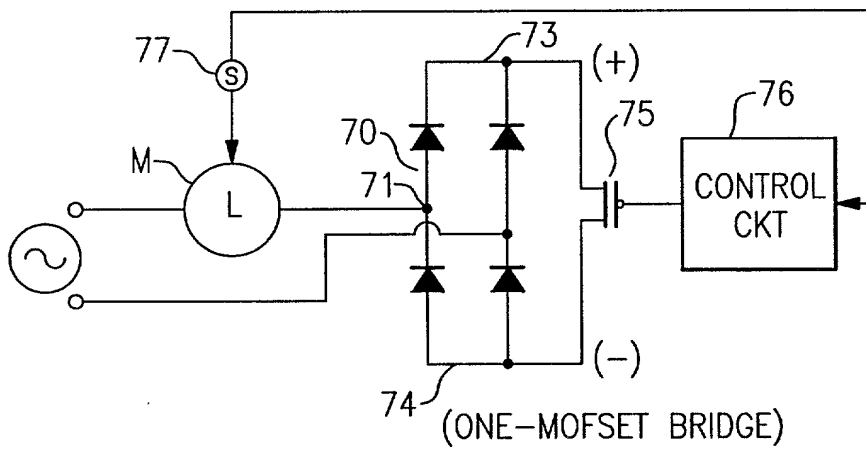 77
S
73
(+)
70
75
76
M
71
L
CONTROL
CKT
74
(-)
(ONE-MOFSET BRIDGE)